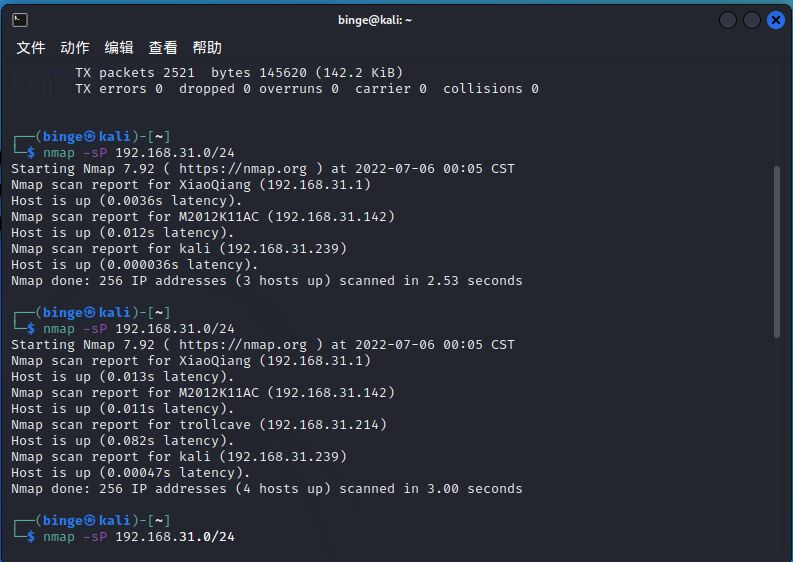 binge@kali: ~
文件 动作 编辑 查看 帮助
TX packets 2521  bytes 145620 (142.2 KiB)
TX errors 0  dropped 0 overruns 0  carrier 0  collisions 0
┌──(binge㉿kali)-[~]
└─$ nmap -sP 192.168.31.0/24
Starting Nmap 7.92 ( https://nmap.org ) at 2022-07-06 00:05 CST
Nmap scan report for XiaoQiang (192.168.31.1)
Host is up (0.0036s latency).
Nmap scan report for M2012K11AC (192.168.31.142)
Host is up (0.012s latency).
Nmap scan report for kali (192.168.31.239)
Host is up (0.000036s latency).
Nmap done: 256 IP addresses (3 hosts up) scanned in 2.53 seconds
┌──(binge㉿kali)-[~]
└─$ nmap -sP 192.168.31.0/24
Starting Nmap 7.92 ( https://nmap.org ) at 2022-07-06 00:05 CST
Nmap scan report for XiaoQiang (192.168.31.1)
Host is up (0.013s latency).
Nmap scan report for M2012K11AC (192.168.31.142)
Host is up (0.011s latency).
Nmap scan report for trollcave (192.168.31.214)
Host is up (0.082s latency).
Nmap scan report for kali (192.168.31.239)
Host is up (0.00047s latency).
Nmap done: 256 IP addresses (4 hosts up) scanned in 3.00 seconds
┌──(binge㉿kali)-[~]
└─$ nmap -sP 192.168.31.0/24